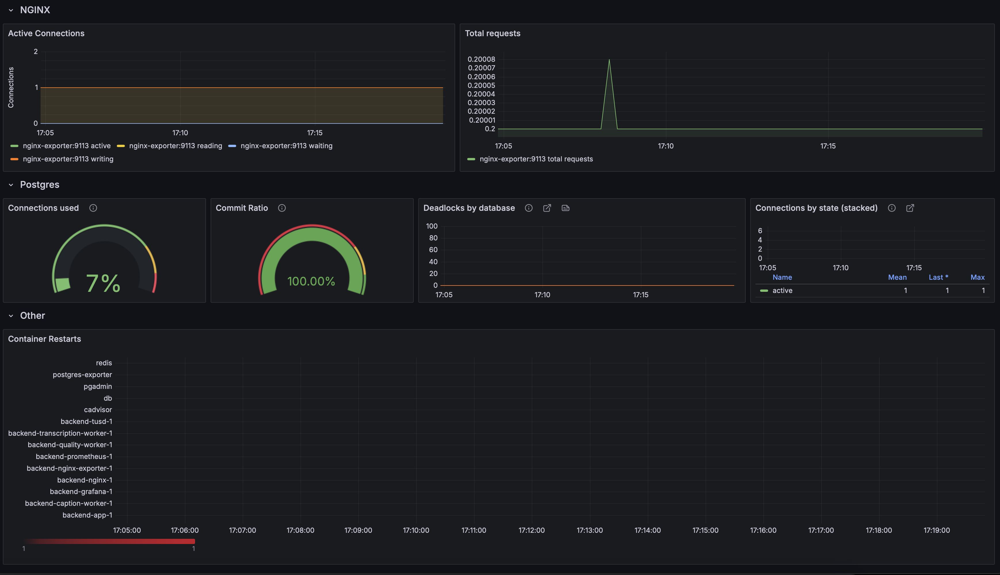 NGINX
Active Connections
Connections
2
1
0
17:05 17:10 17:15
nginx-exporter:9113 active nginx-exporter:9113 reading nginx-exporter:9113 waiting
nginx-exporter:9113 writing
Total requests
0.20008
0.20007
0.20006
0.20005
0.20004
0.20003
0.20002
0.20001
0.2
17:05 17:10 17:15
nginx-exporter:9113 total requests
Postgres
Connections used
7%
Commit Ratio
100.00%
Deadlocks by database
100
80
60
40
20
0
17:05 17:10 17:15
Connections by state (stacked)
6
4
2
0
17:05 17:10 17:15
Name Mean Last * Max
active 1 1 1
Other
Container Restarts
redis
postgres-exporter
pgadmin
db
cadvisor
backend-tusd-1
backend-transcription-worker-1
backend-quality-worker-1
backend-prometheus-1
backend-nginx-exporter-1
backend-nginx-1
backend-grafana-1
backend-caption-worker-1
backend-app-1
17:05:00 17:06:00 17:07:00 17:08:00 17:09:00 17:10:00 17:11:00 17:12:00 17:13:00 17:14:00 17:15:00 17:16:00 17:17:00 17:18:00 17:19:00
1 1